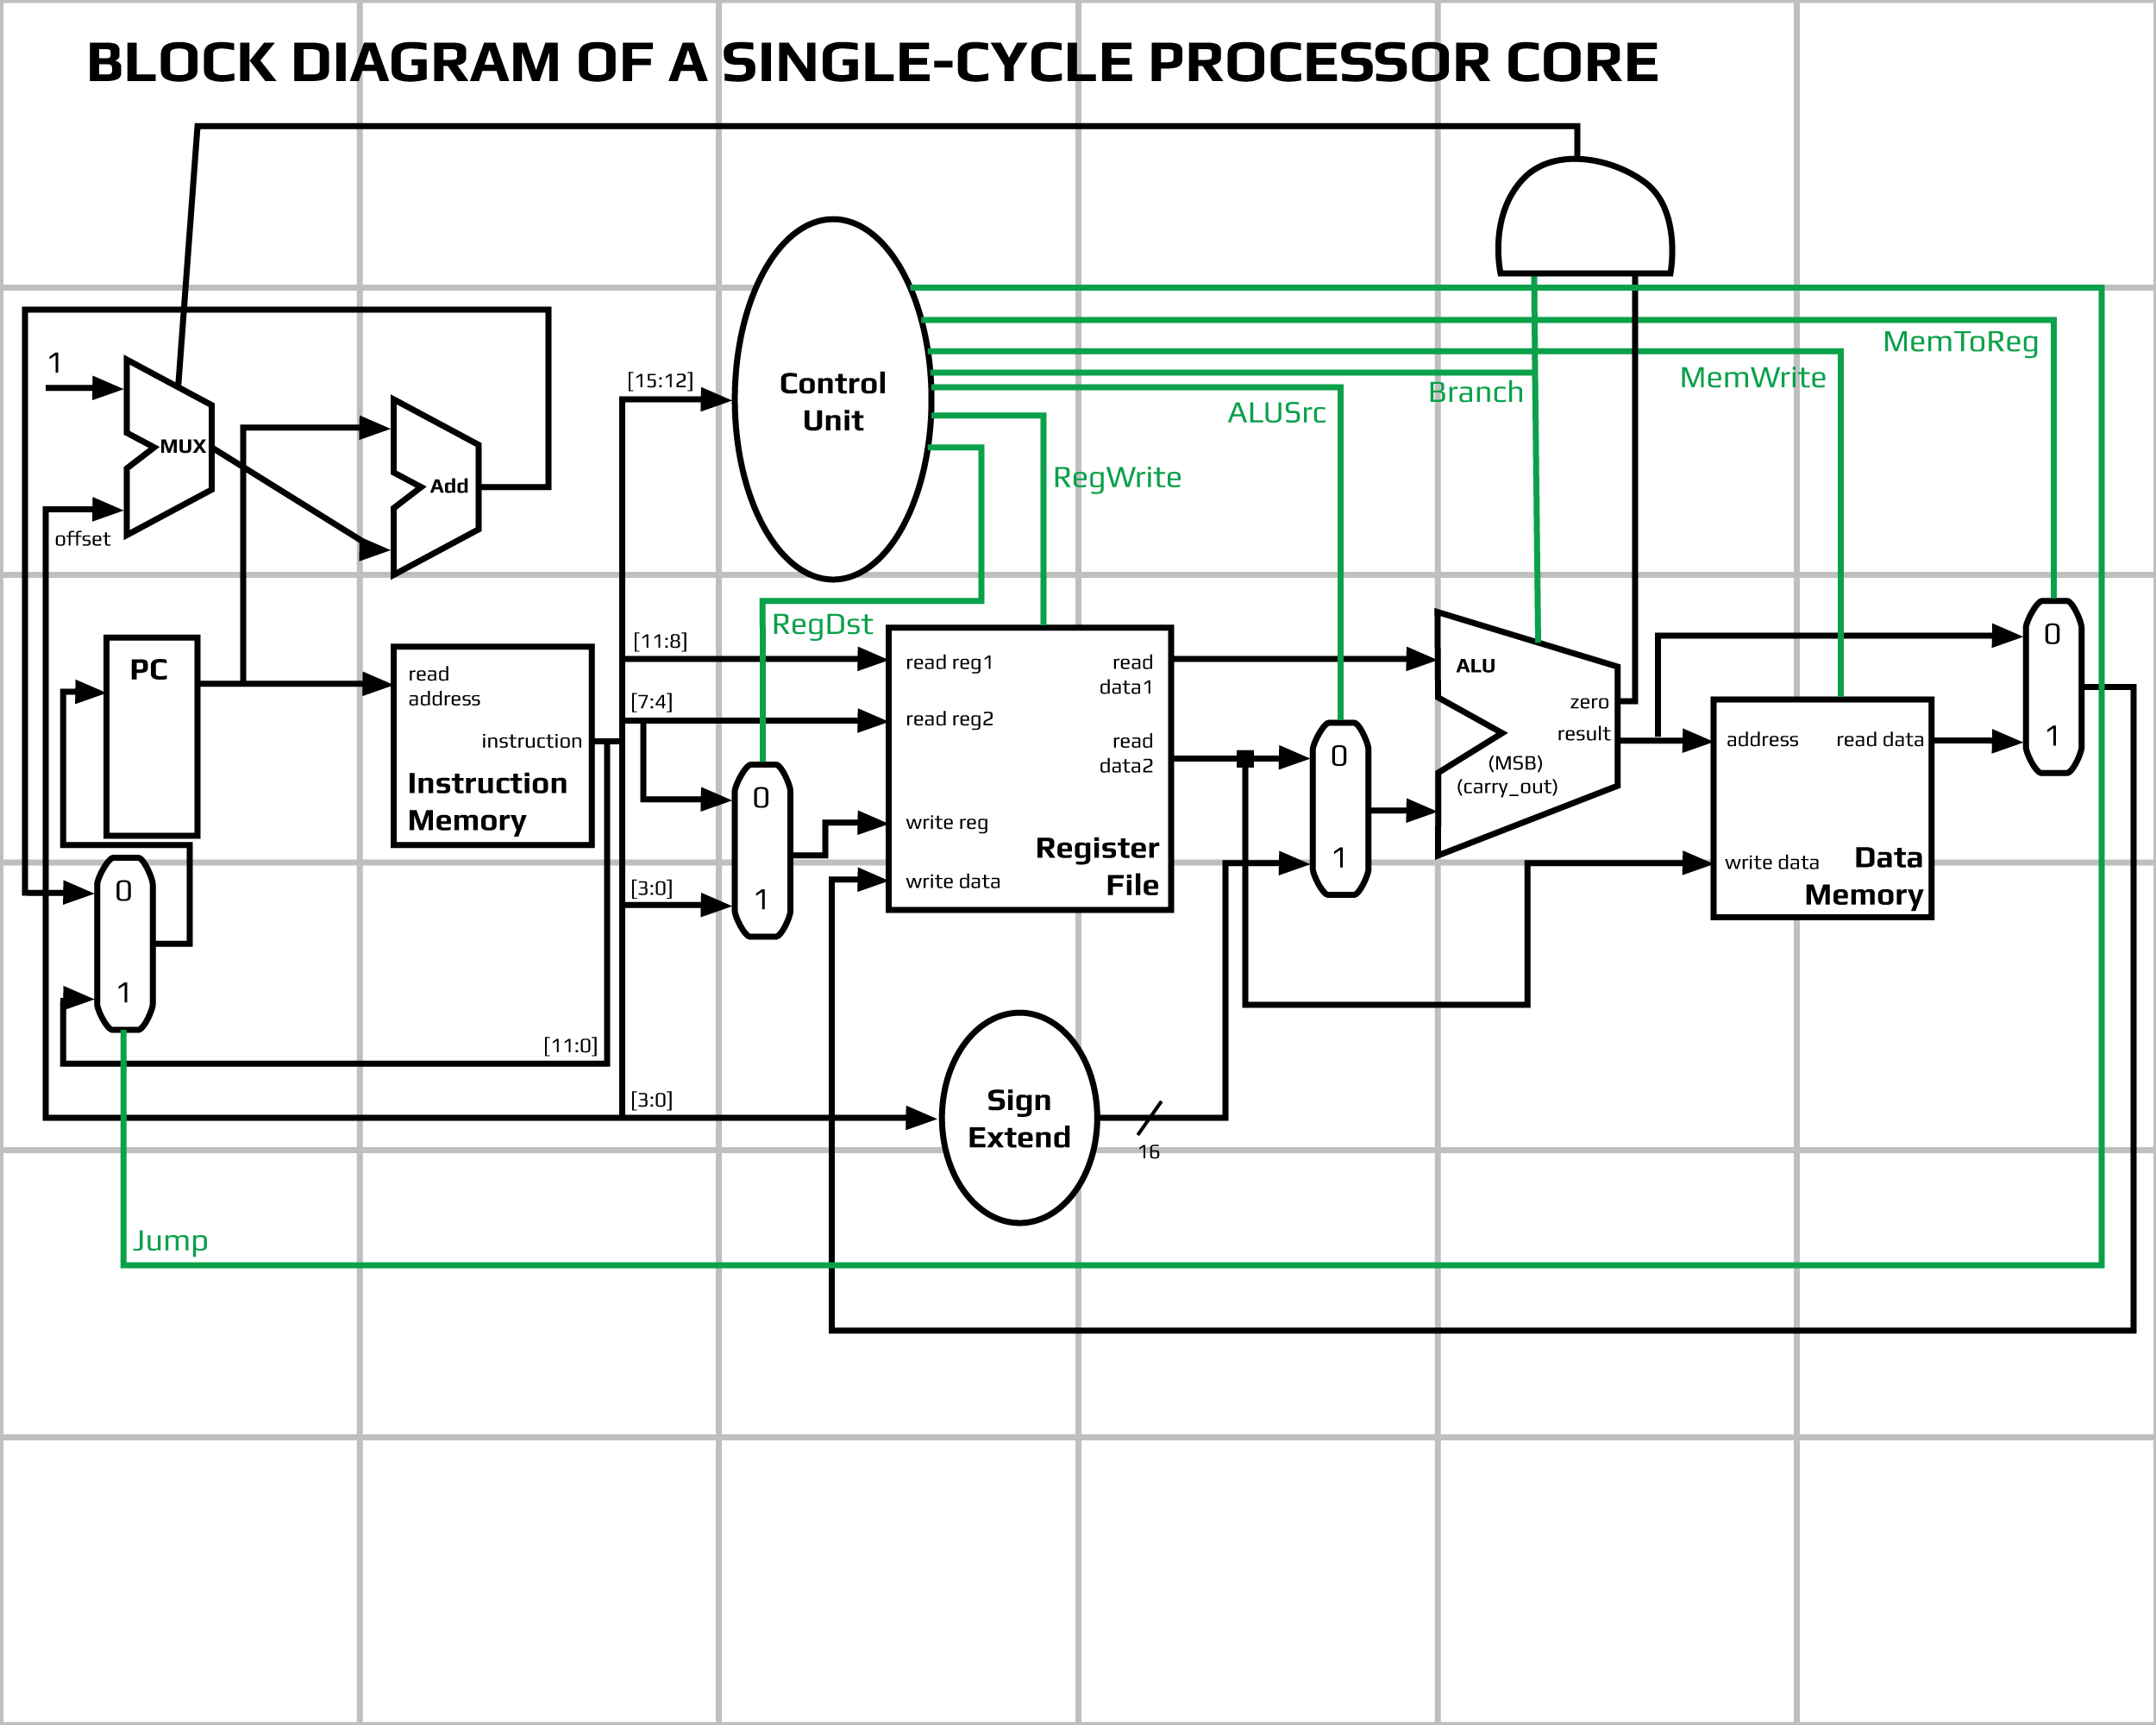 BLOCK DIAGRAM OF A SINGLE-CYCLE PROCESSOR CORE
1
MUX
offset
Add
[15:12]
Control
Unit
MemToReg
MemWrite
Branch
ALUSrc
RegWrite
RegDst
PC
read
address
instruction
Instruction
Memory
[11:8]
[7:4]
[3:0]
0
1
read reg1
read reg2
write reg
write data
read
data1
read
data2
Register
File
0
1
ALU
zero
result
(MSB)
(carry_out)
address
read data
write data
Data
Memory
0
1
0
1
[11:0]
[3:0]
Sign
Extend
16
Jump